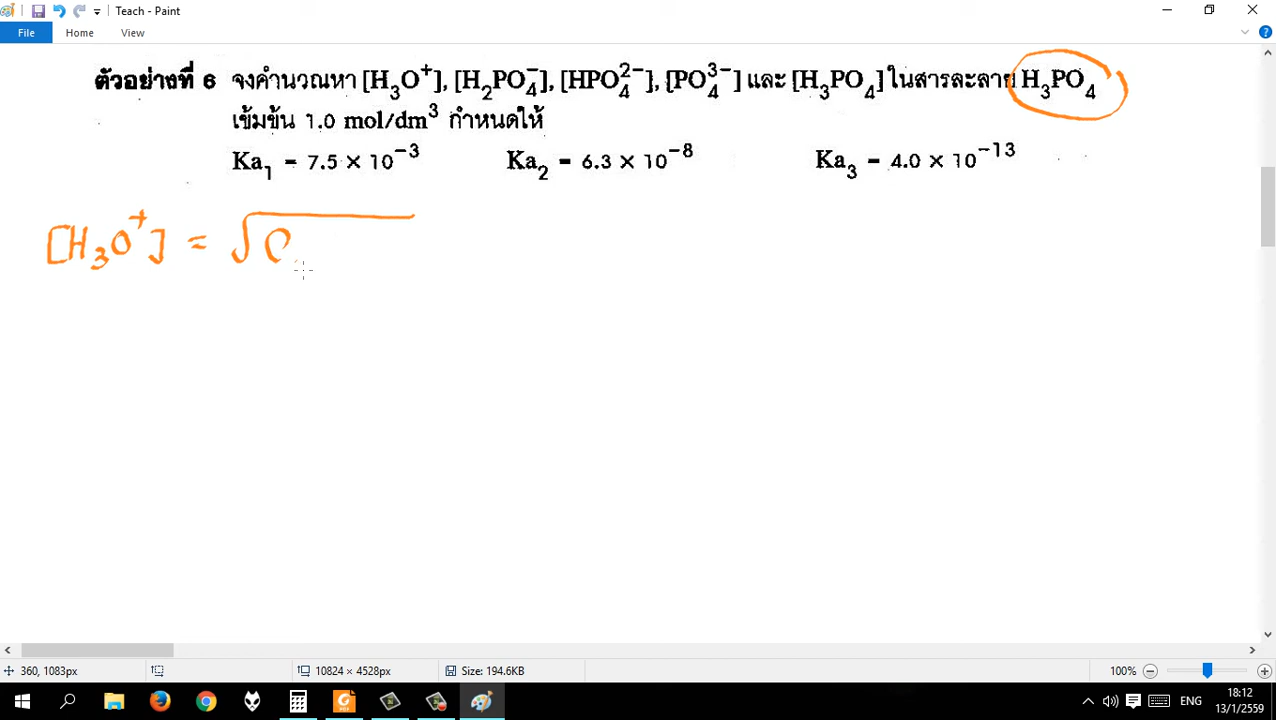 Teach - Paint
File Home View
ตัวอย่างที่ 6 จงคำนวณหา [H₃O⁺], [H₂PO₄⁻], [HPO₄²⁻], [PO₄³⁻] และ [H₃PO₄] ในสารละลาย H₃PO₄
เข้มข้น 1.0 mol/dm³ กำหนดให้
Ka₁ = 7.5 × 10⁻³ Ka₂ = 6.3 × 10⁻⁸ Ka₃ = 4.0 × 10⁻¹³
[H₃O⁺] = √C
360, 1083px 10824 × 4528px Size: 194.6KB 100%
ENG 18:12
13/1/2559